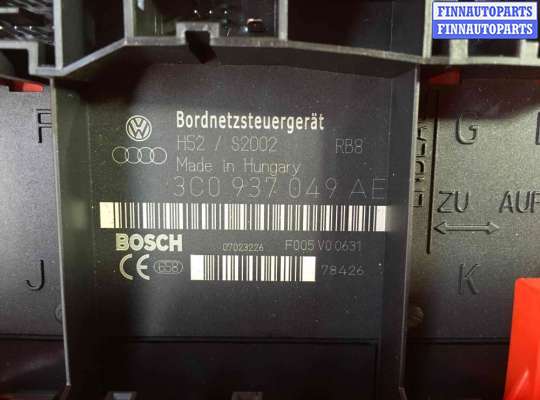 FINNAUTOPARTS
FINNAUTOPARTS
Bordnetzsteuergerät
H52 / S2002 RB8
Made in Hungary
3C0 937 049 AE
BOSCH 07023226 F005 V0 0631
CE G58 78426
F
G
ZU AUF
J
K